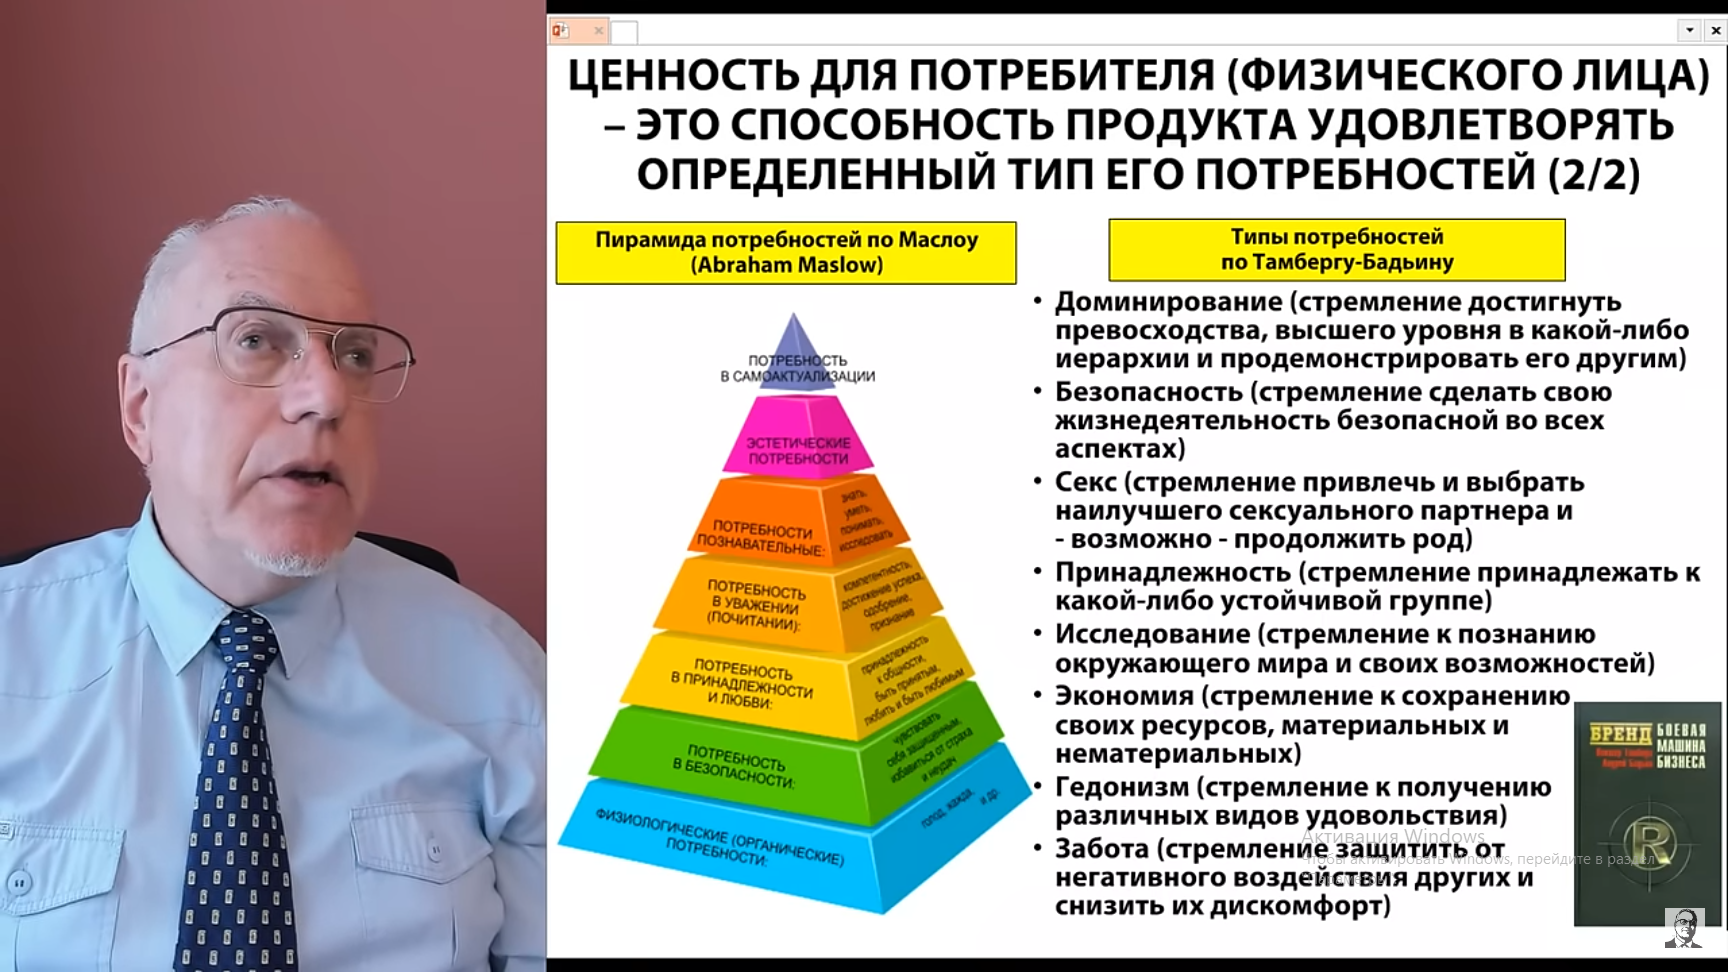 ЦЕННОСТЬ ДЛЯ ПОТРЕБИТЕЛЯ (ФИЗИЧЕСКОГО ЛИЦА)
– ЭТО СПОСОБНОСТЬ ПРОДУКТА УДОВЛЕТВОРЯТЬ
ОПРЕДЕЛЕННЫЙ ТИП ЕГО ПОТРЕБНОСТЕЙ (2/2)
Пирамида потребностей по Маслоу
(Abraham Maslow)
ПОТРЕБНОСТЬ
В САМОАКТУАЛИЗАЦИИ
ЭСТЕТИЧЕСКИЕ
ПОТРЕБНОСТИ
ПОТРЕБНОСТИ
ПОЗНАВАТЕЛЬНЫЕ:
знать,
уметь,
понимать,
исследовать
ПОТРЕБНОСТЬ
В УВАЖЕНИИ
(ПОЧИТАНИИ):
компетентность,
достижение успеха,
одобрение,
признание
ПОТРЕБНОСТЬ
В ПРИНАДЛЕЖНОСТИ
И ЛЮБВИ:
принадлежность
к общности,
быть принятым,
любить и быть любимым
ПОТРЕБНОСТЬ
В БЕЗОПАСНОСТИ:
чувствовать
себя защищенным,
избавиться от страха
и неудач
ФИЗИОЛОГИЧЕСКИЕ (ОРГАНИЧЕСКИЕ)
ПОТРЕБНОСТИ:
голод, жажда,
и др.
Типы потребностей
по Тамбергу-Бадьину
• Доминирование (стремление достигнуть
превосходства, высшего уровня в какой-либо
иерархии и продемонстрировать его другим)
• Безопасность (стремление сделать свою
жизнедеятельность безопасной во всех
аспектах)
• Секс (стремление привлечь и выбрать
наилучшего сексуального партнера и
- возможно - продолжить род)
• Принадлежность (стремление принадлежать к
какой-либо устойчивой группе)
• Исследование (стремление к познанию
окружающего мира и своих возможностей)
• Экономия (стремление к сохранению
своих ресурсов, материальных и
нематериальных)
• Гедонизм (стремление к получению
различных видов удовольствия)
• Забота (стремление защитить от
негативного воздействия других и
снизить их дискомфорт)
Активация Windows
Чтобы активировать Windows, перейдите в раздел
БРЕНД
БОЕВАЯ
МАШИНА
БИЗНЕСА
R